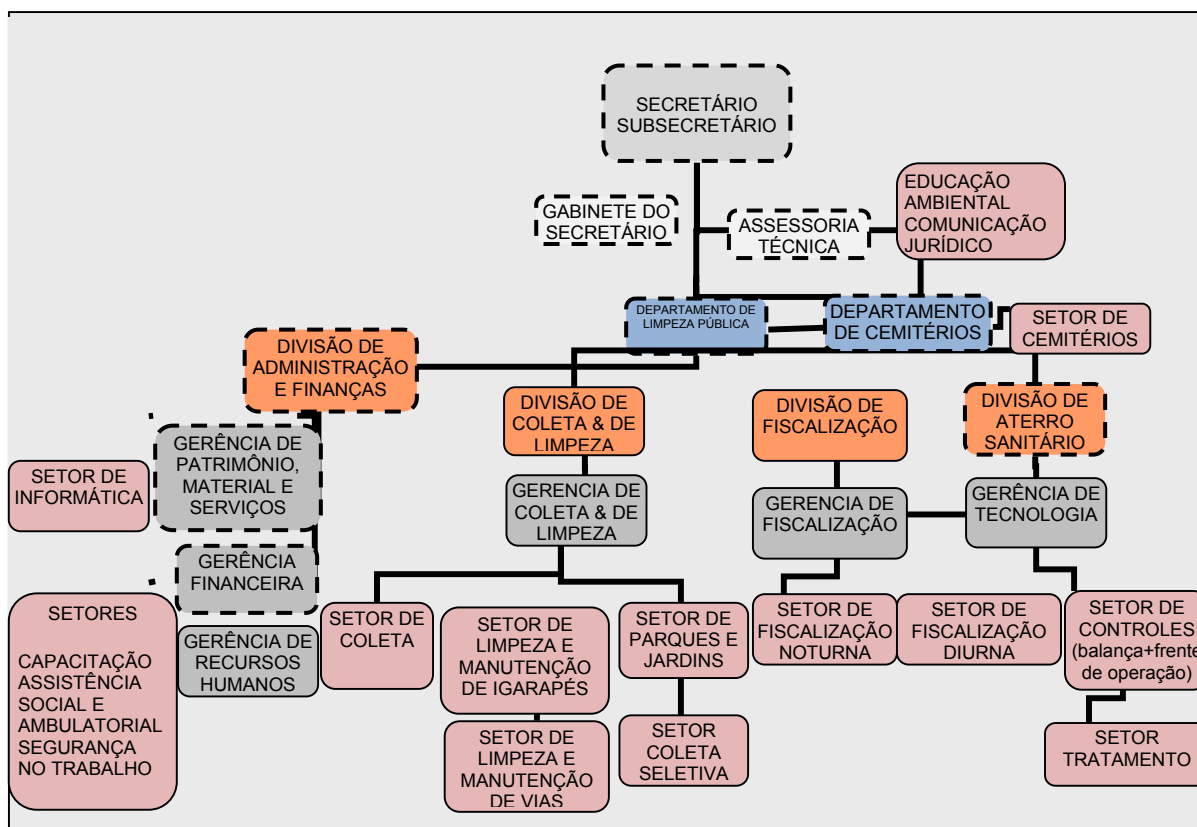 SECRETÁRIO
SUBSECRETÁRIO
GABINETE DO
SECRETÁRIO
ASSESSORIA
TÉCNICA
EDUCAÇÃO
AMBIENTAL
COMUNICAÇÃO
JURÍDICO
DEPARTAMENTO DE
LIMPEZA PÚBLICA
DEPARTAMENTO
DE CEMITÉRIOS
SETOR DE
CEMITÉRIOS
DIVISÃO DE
ADMINISTRAÇÃO
E FINANÇAS
DIVISÃO DE
COLETA & DE
LIMPEZA
DIVISÃO DE
FISCALIZAÇÃO
DIVISÃO DE
ATERRO
SANITÁRIO
SETOR DE
INFORMÁTICA
GERÊNCIA DE
PATRIMÔNIO,
MATERIAL E
SERVIÇOS
GERENCIA DE
COLETA & DE
LIMPEZA
GERENCIA DE
FISCALIZAÇÃO
GERÊNCIA DE
TECNOLOGIA
GERÊNCIA
FINANCEIRA
SETORES
CAPACITAÇÃO
ASSISTÊNCIA
SOCIAL E
AMBULATORIAL
SEGURANÇA
NO TRABALHO
GERÊNCIA DE
RECURSOS
HUMANOS
SETOR DE
COLETA
SETOR DE
LIMPEZA E
MANUTENÇÃO
DE IGARAPÉS
SETOR DE
PARQUES E
JARDINS
SETOR DE
FISCALIZAÇÃO
NOTURNA
SETOR DE
FISCALIZAÇÃO
DIURNA
SETOR DE
CONTROLES
(balança+frente
de operação)
SETOR DE
LIMPEZA E
MANUTENÇÃO
DE VIAS
SETOR
COLETA
SELETIVA
SETOR
TRATAMENTO